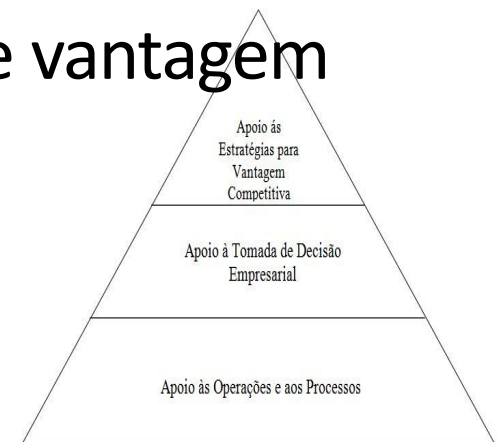 e vantagem
Apoio ás
Estratégias para
Vantagem
Competitiva
Apoio à Tomada de Decisão
Empresarial
Apoio às Operações e aos Processos